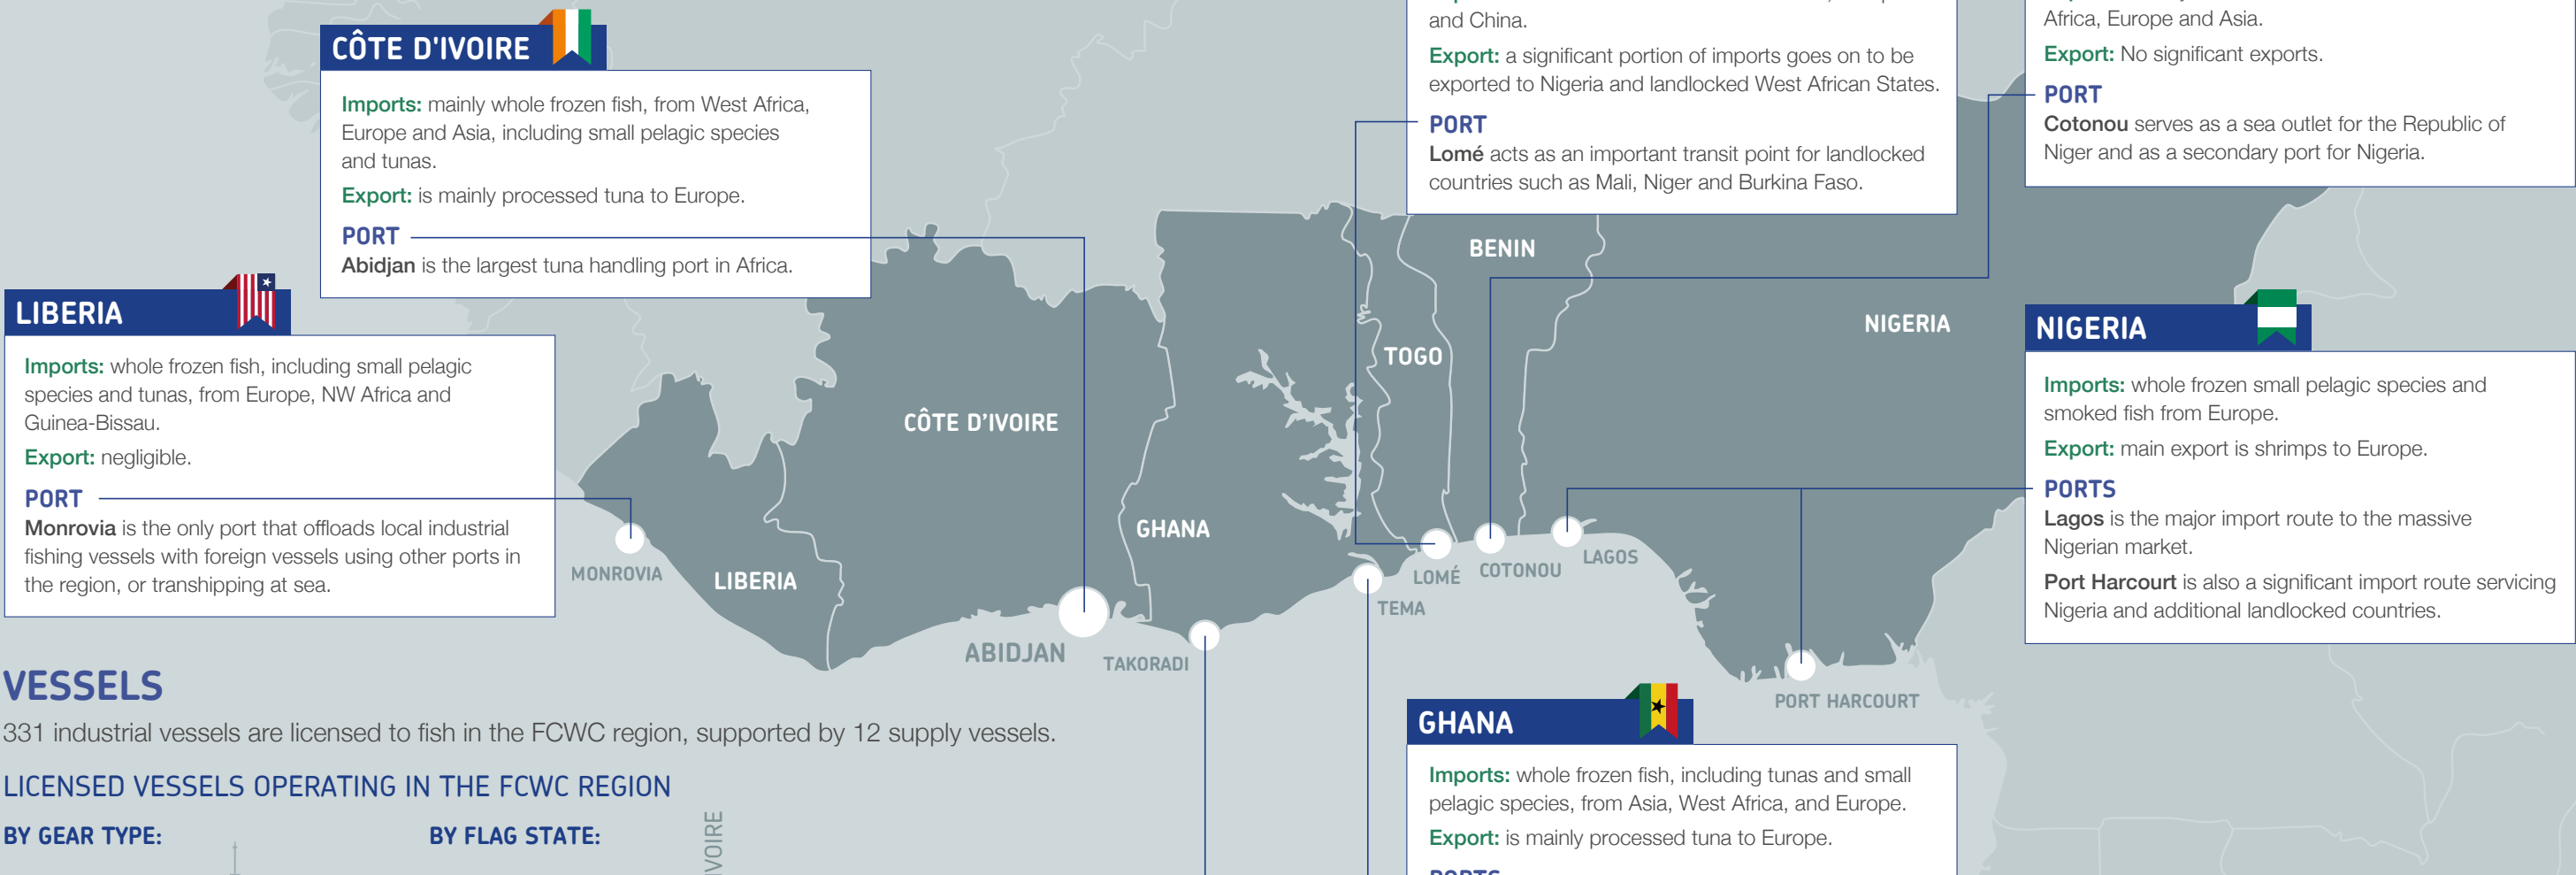 CÔTE D'IVOIRE
Imports: mainly whole frozen fish, from West Africa,
Europe and Asia, including small pelagic species
and tunas.
Export: is mainly processed tuna to Europe.
PORT
Abidjan is the largest tuna handling port in Africa.
LIBERIA
Imports: whole frozen fish, including small pelagic
species and tunas, from Europe, NW Africa and
Guinea-Bissau.
Export: negligible.
PORT
Monrovia is the only port that offloads local industrial
fishing vessels with foreign vessels using other ports in
the region, or transhipping at sea.
and China.
Export: a significant portion of imports goes on to be
exported to Nigeria and landlocked West African States.
PORT
Lomé acts as an important transit point for landlocked
countries such as Mali, Niger and Burkina Faso.
Africa, Europe and Asia.
Export: No significant exports.
PORT
Cotonou serves as a sea outlet for the Republic of
Niger and as a secondary port for Nigeria.
NIGERIA
Imports: whole frozen small pelagic species and
smoked fish from Europe.
Export: main export is shrimps to Europe.
PORTS
Lagos is the major import route to the massive
Nigerian market.
Port Harcourt is also a significant import route servicing
Nigeria and additional landlocked countries.
BENIN
NIGERIA
TOGO
CÔTE D’IVOIRE
GHANA
LIBERIA
MONROVIA
ABIDJAN
TAKORADI
TEMA
LOMÉ
COTONOU
LAGOS
PORT HARCOURT
VESSELS
331 industrial vessels are licensed to fish in the FCWC region, supported by 12 supply vessels.
LICENSED VESSELS OPERATING IN THE FCWC REGION
BY GEAR TYPE:
BY FLAG STATE:
IVOIRE
GHANA
Imports: whole frozen fish, including tunas and small
pelagic species, from Asia, West Africa, and Europe.
Export: is mainly processed tuna to Europe.
PORTS